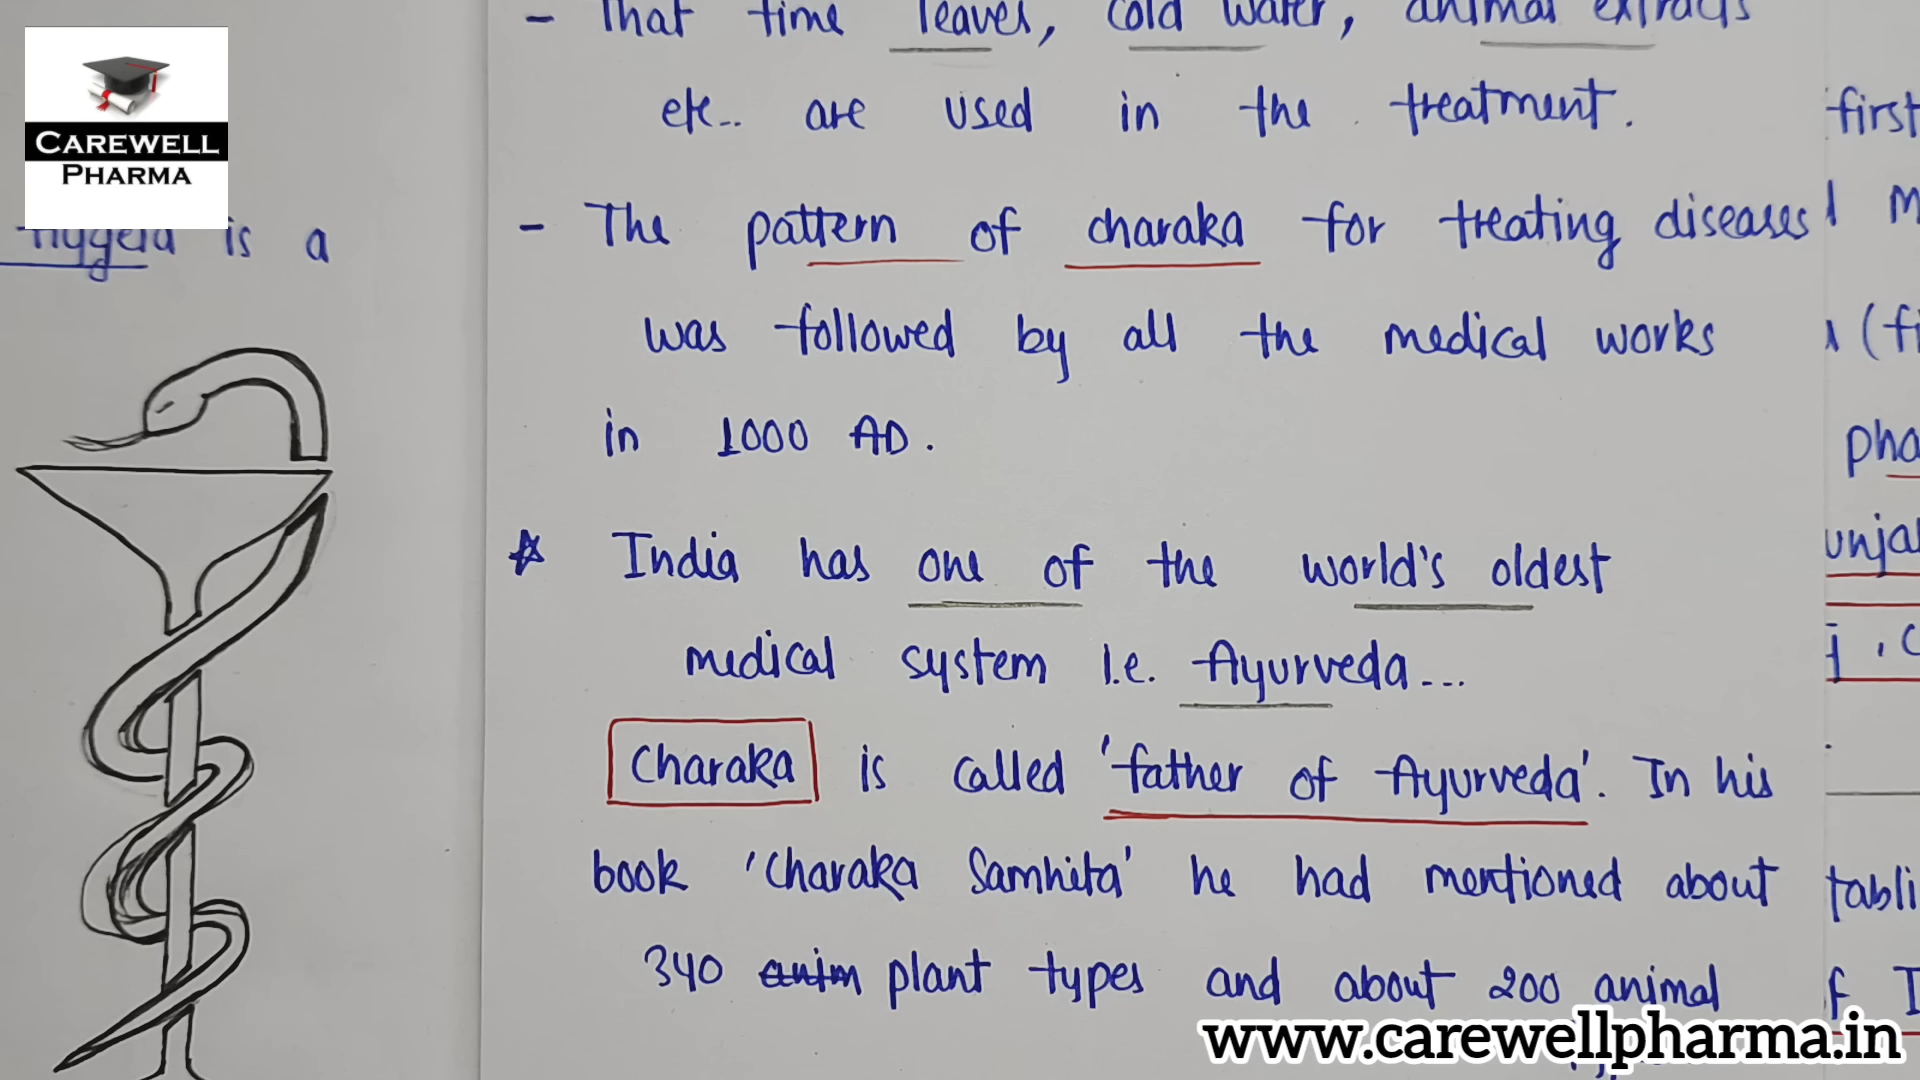 CAREWELL
PHARMA
is a
- That time leaves, cold water, animal extracts
etc.. are used in the treatment.
- The pattern of charaka for treating diseases
was followed by all the medical works
in 1000 AD.
☆ India has one of the world's oldest
medical system i.e. Ayurveda...
Charaka is called 'father of Ayurveda'. In his
book 'Charaka Samhita' he had mentioned about
340 anim plant types and about 200 animal
first
www.carewellpharma.in